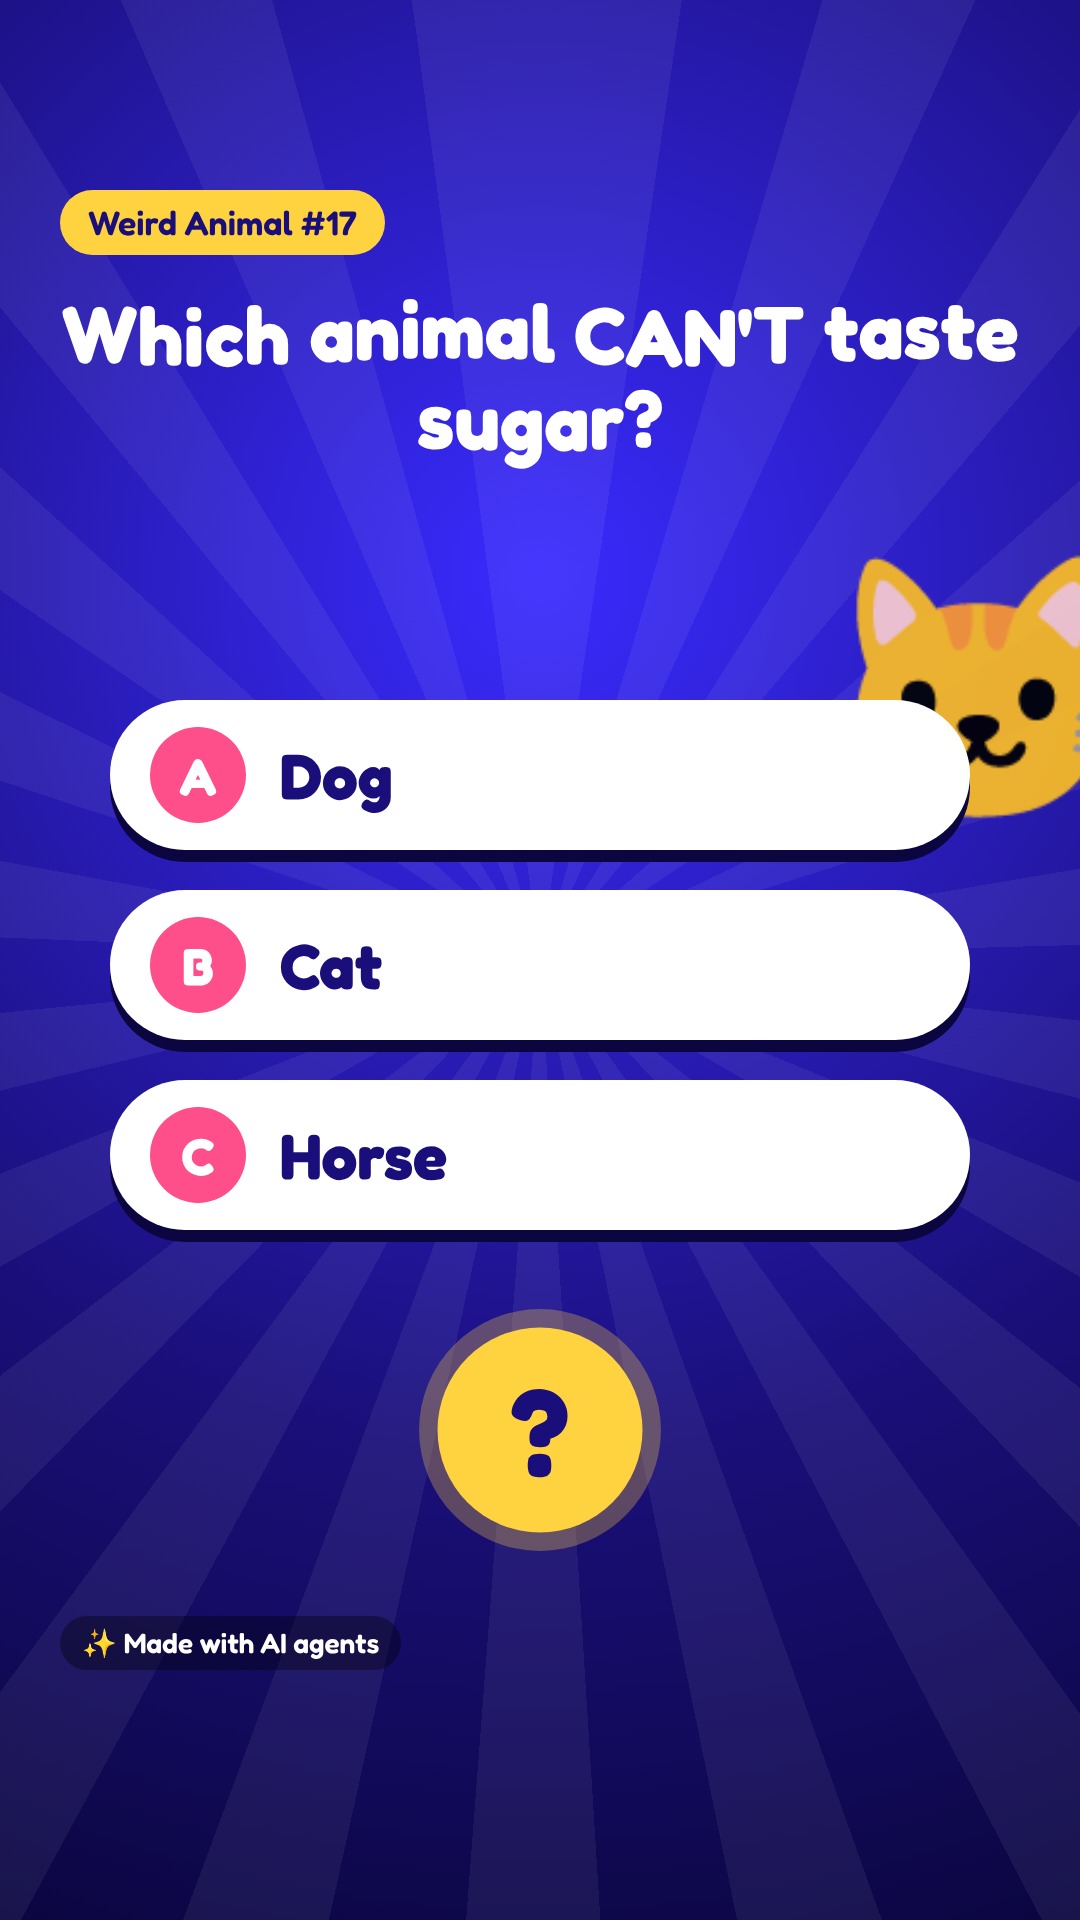 Weird Animal #17
Which animal CAN'T taste
sugar?
A Dog
B Cat
C Horse
?
✨ Made with AI agents